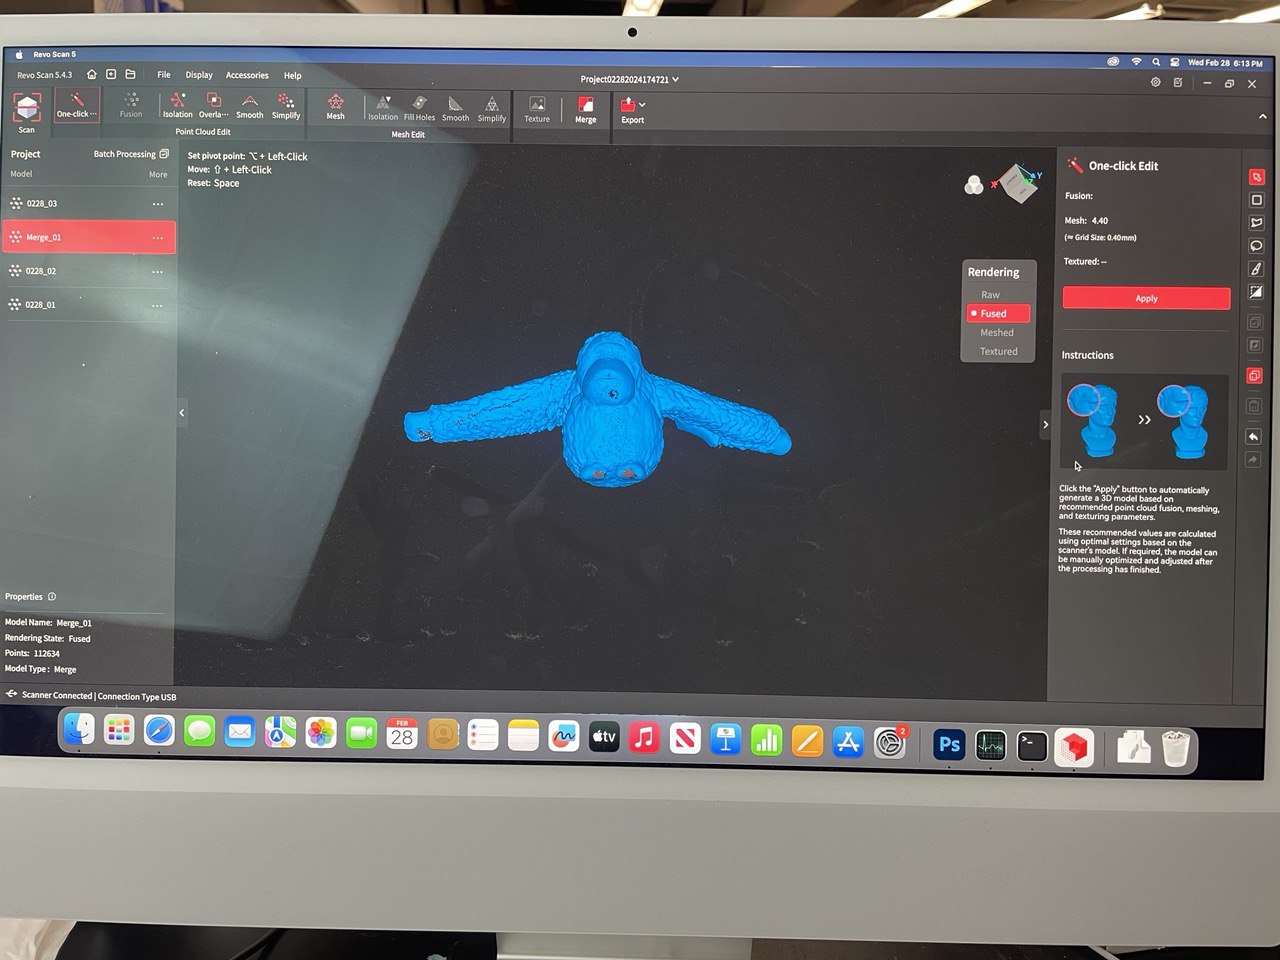 Revo Scan 5
Wed Feb 28 6:13 PM
Revo Scan 5.4.3
File
Display
Accessories
Help
Project02282024174721
Scan
One-click ···
Fusion
Isolation
Overla···
Smooth
Simplify
Point Cloud Edit
Mesh
Isolation
Fill Holes
Smooth
Simplify
Mesh Edit
Texture
Merge
Export
Project
Batch Processing
Model
More
0228_03
Merge_01
0228_02
0228_01
Set pivot point: ⌥ + Left-Click
Move: ⇧ + Left-Click
Reset: Space
X
Y
Z
Rendering
Raw
Fused
Meshed
Textured
One-click Edit
Fusion:
Mesh: 4.40
(≈ Grid Size: 0.40mm)
Textured: --
Apply
Instructions
Click the "Apply" button to automatically
generate a 3D model based on
recommended point cloud fusion, meshing,
and texturing parameters.
These recommended values are calculated
using optimal settings based on the
scanner's model. If required, the model can
be manually optimized and adjusted after
the processing has finished.
Properties
Model Name: Merge_01
Rendering State: Fused
Points: 112634
Model Type : Merge
Scanner Connected | Connection Type USB
FEB
28
tv
2
Ps